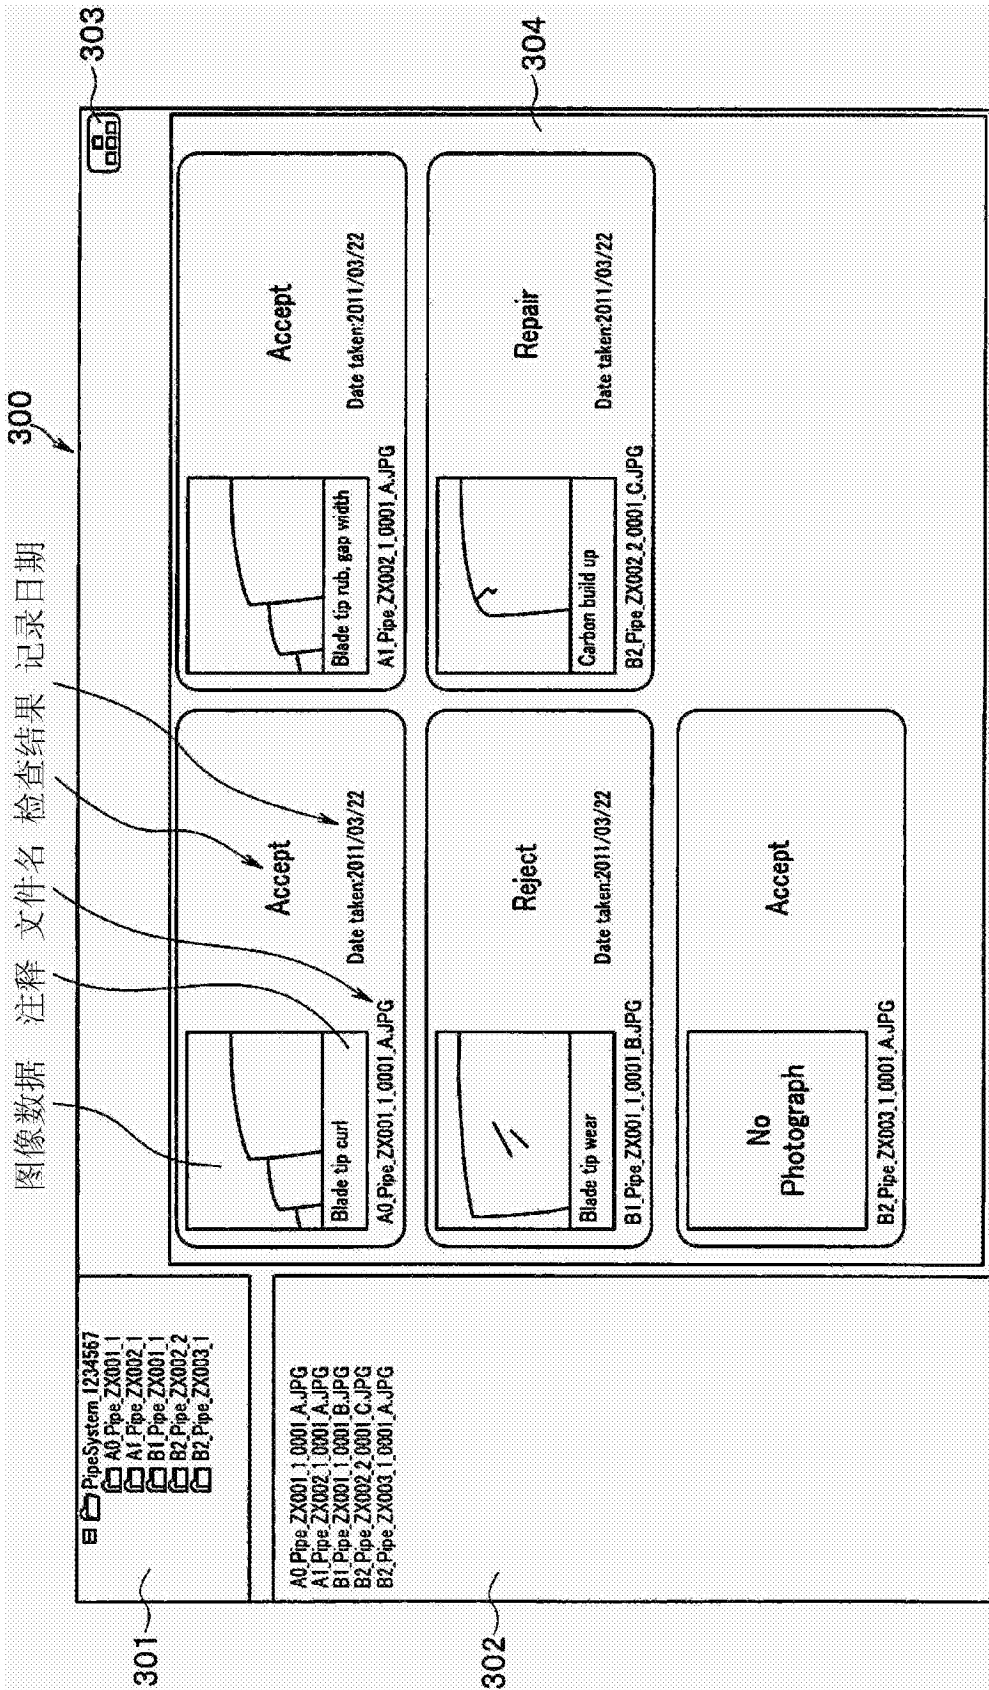 300
图像数据 注释 文件名 检查结果 记录日期
303
301
PipeSystem_1234567
A0_Pipe_ZX001_1
A1_Pipe_ZX002_1
B1_Pipe_ZX001_1
B2_Pipe_ZX002_2
B2_Pipe_ZX003_1
302
A0_Pipe_ZX001_1_0001_A.JPG
A1_Pipe_ZX002_1_0001_A.JPG
B1_Pipe_ZX001_1_0001_B.JPG
B2_Pipe_ZX002_2_0001_C.JPG
B2_Pipe_ZX003_1_0001_A.JPG
304
Blade tip curl
A0_Pipe_ZX001_1_0001_A.JPG
Accept
Date taken:2011/03/22
Blade tip rub, gap width
A1_Pipe_ZX002_1_0001_A.JPG
Accept
Date taken:2011/03/22
Blade tip wear
B1_Pipe_ZX001_1_0001_B.JPG
Reject
Date taken:2011/03/22
Carbon build up
B2_Pipe_ZX002_2_0001_C.JPG
Repair
Date taken:2011/03/22
No
Photograph
B2_Pipe_ZX003_1_0001_A.JPG
Accept